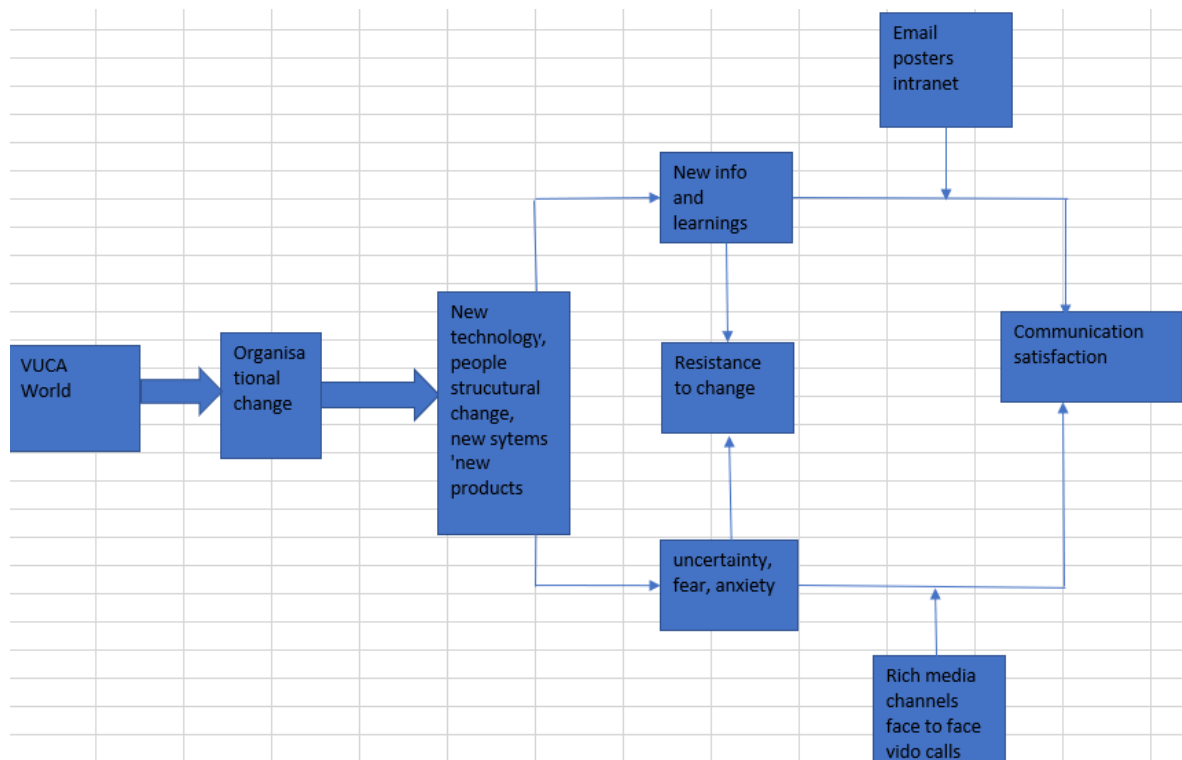 Email
posters
intranet
New info
and
learnings
New
technology,
people
strucutural
change,
new sytems
'new
products
Organisa
tional
change
VUCA
World
Resistance
to change
Communication
satisfaction
uncertainty,
fear, anxiety
Rich media
channels
face to face
vido calls